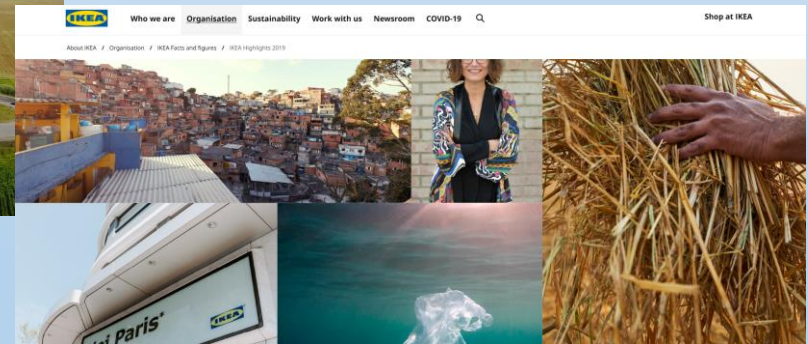 IKEA Who we are Organisation Sustainability Work with us Newsroom COVID-19 Shop at IKEA
About IKEA / Organisation / IKEA Facts and figures / IKEA Highlights 2019
Paris*
IKEA